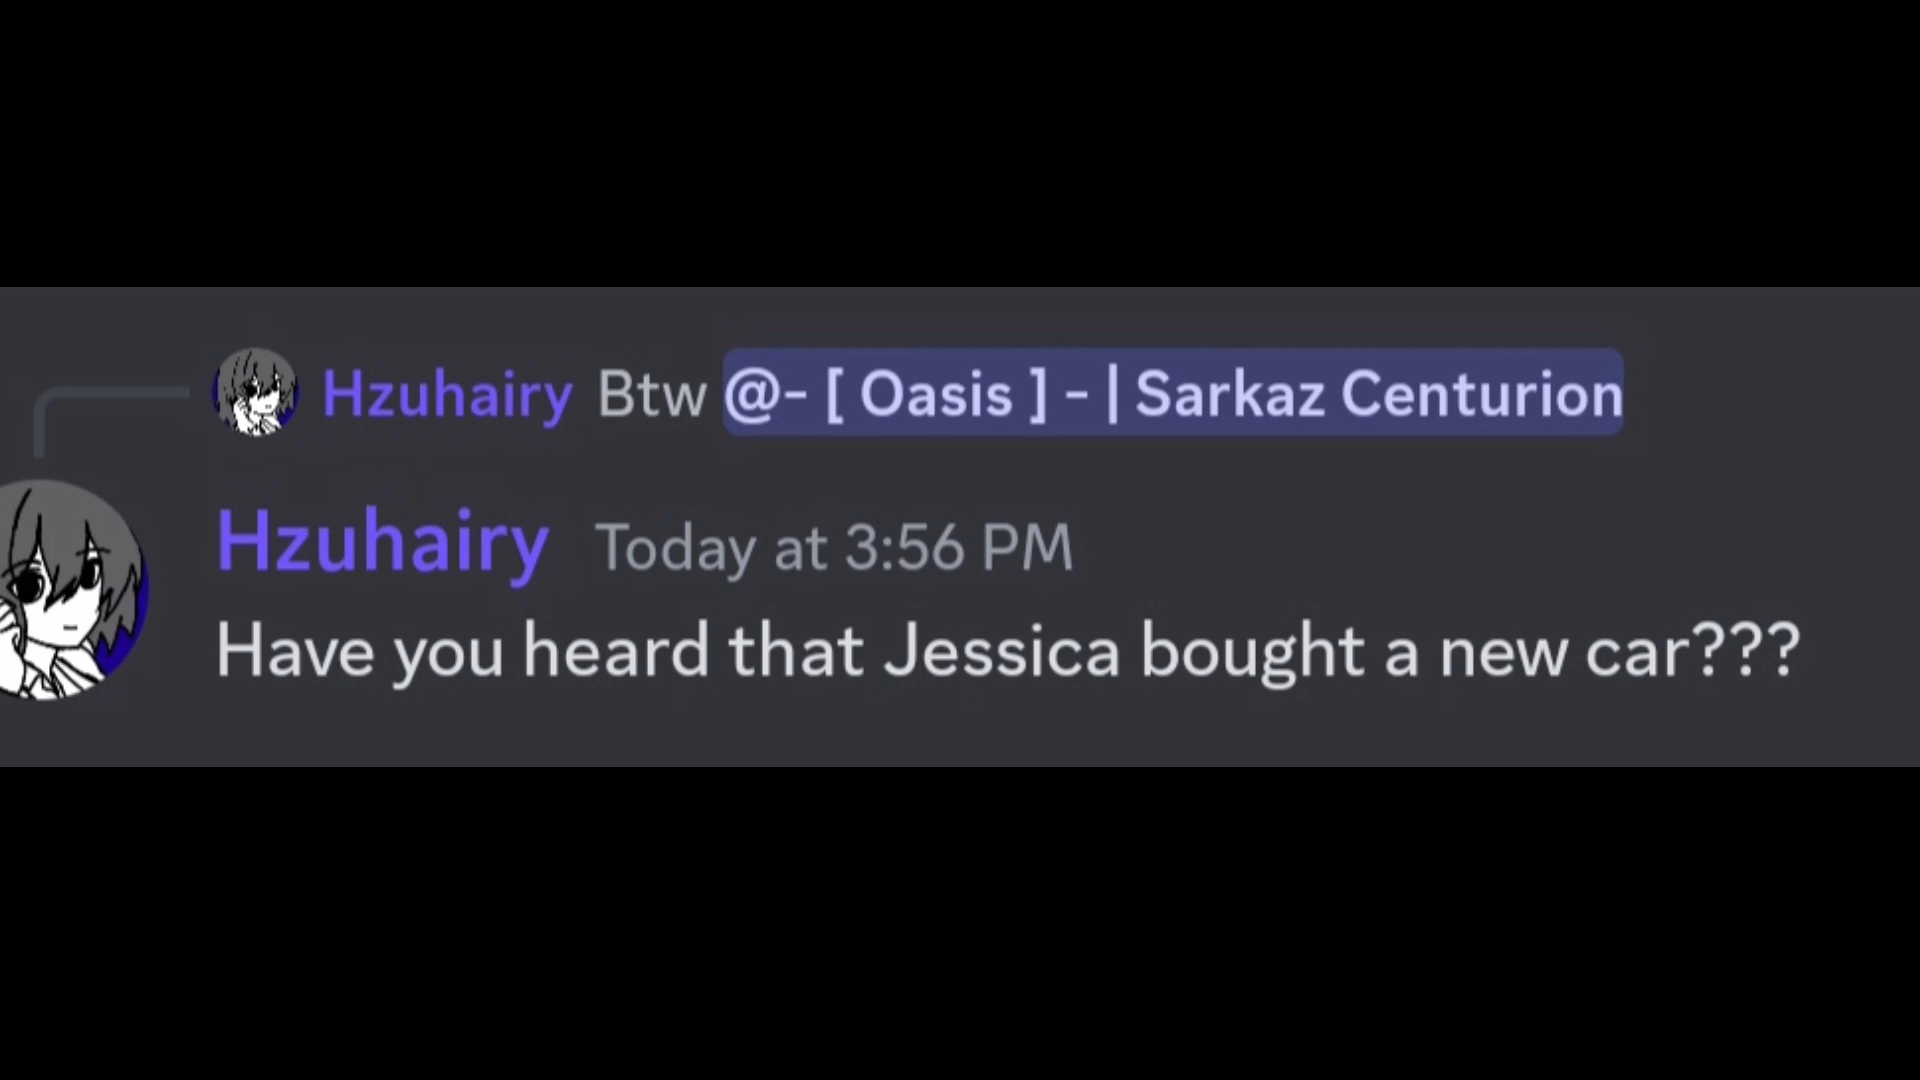 Hzuhairy Btw @- [ Oasis ] - | Sarkaz Centurion
Hzuhairy Today at 3:56 PM
Have you heard that Jessica bought a new car???